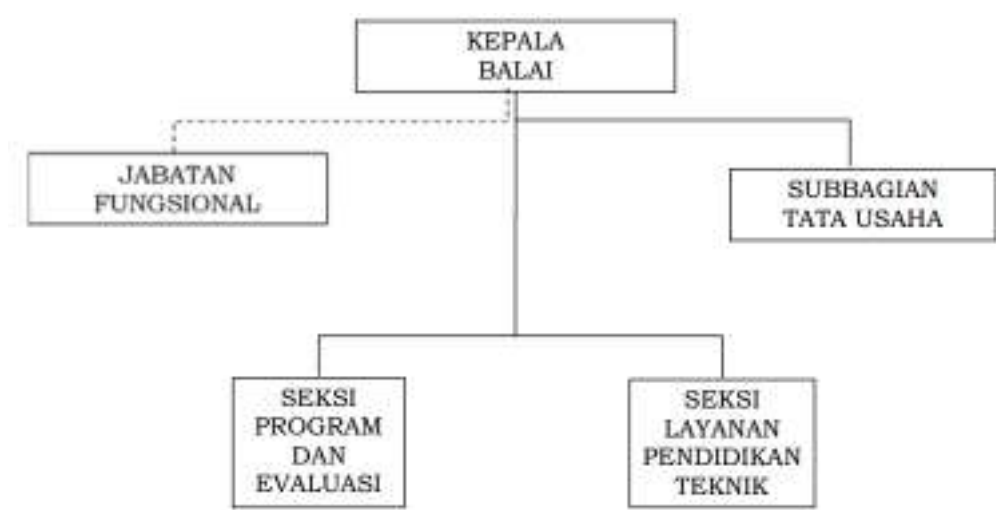 KEPALA
BALAI
JABATAN
FUNGSIONAL
SUBBAGIAN
TATA USAHA
SEKSI
PROGRAM
DAN
EVALUASI
SEKSI
LAYANAN
PENDIDIKAN
TEKNIK